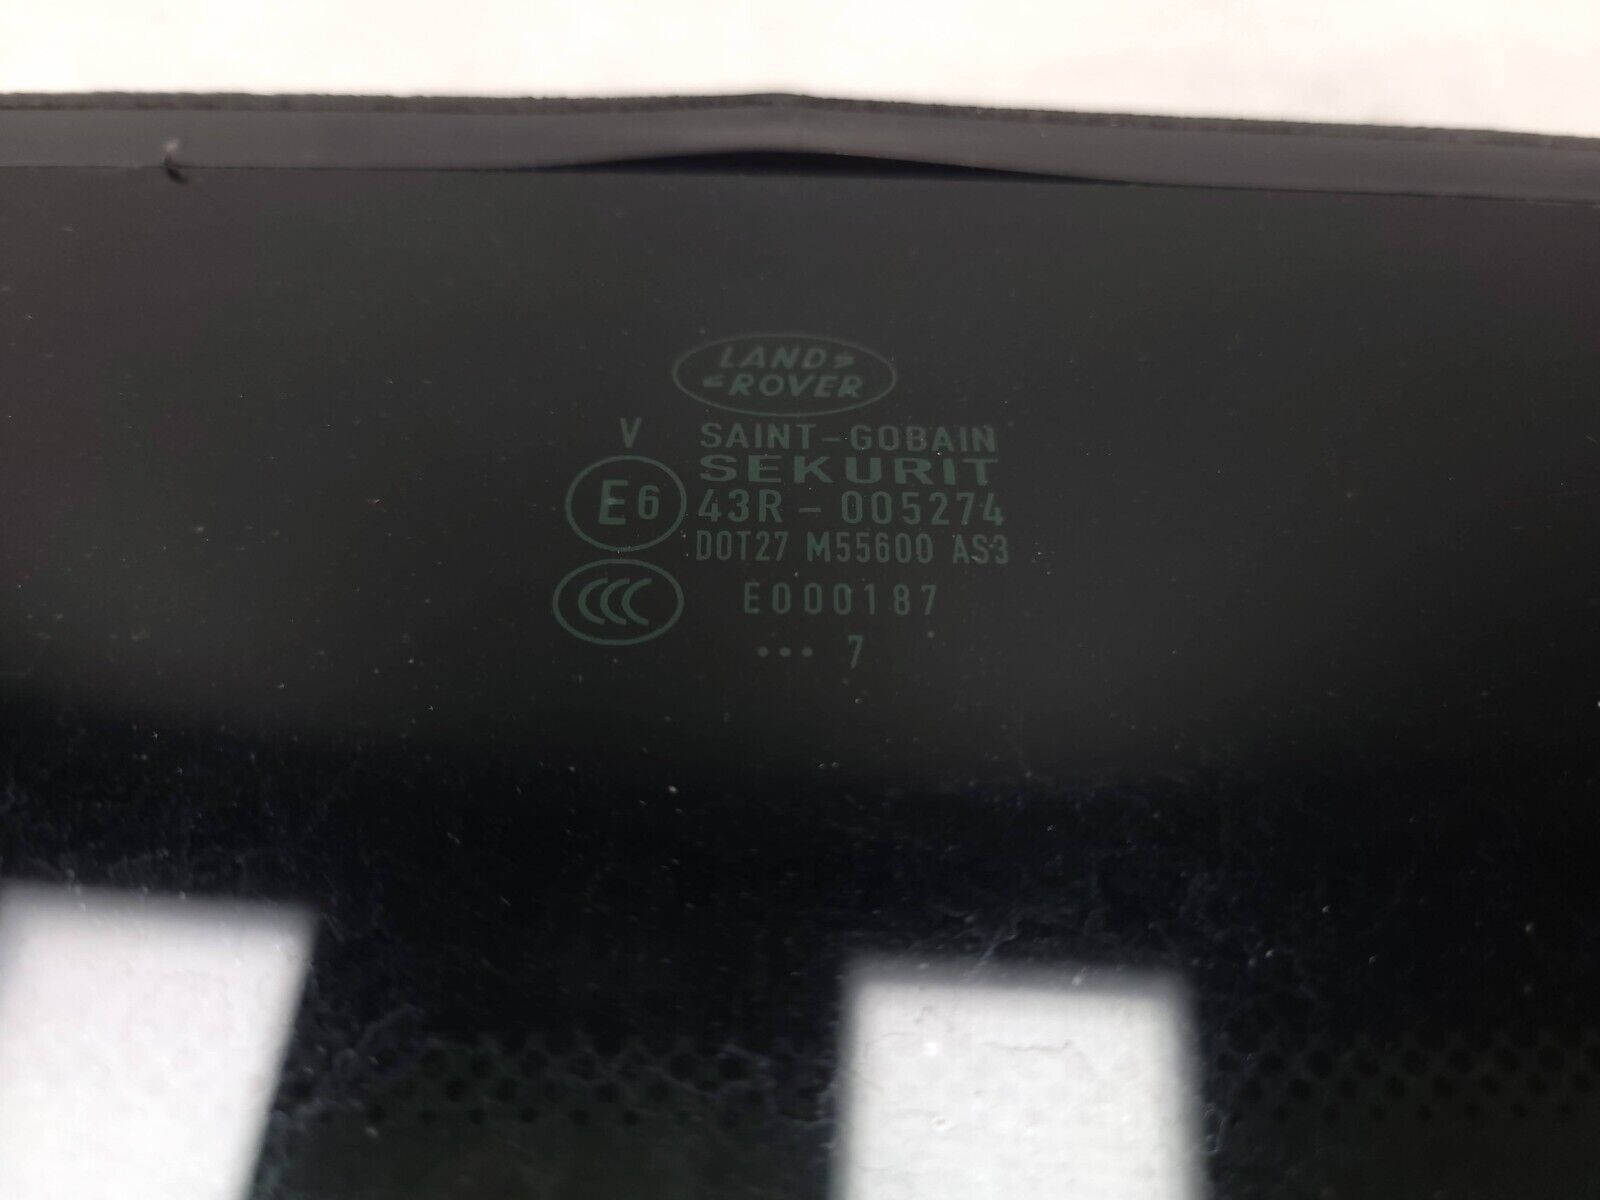 LAND
ROVER
V SAINT-GOBAIN
SEKURIT
E6 43R - 005274
DOT27 M55600 AS3
CCC E000187
••• 7